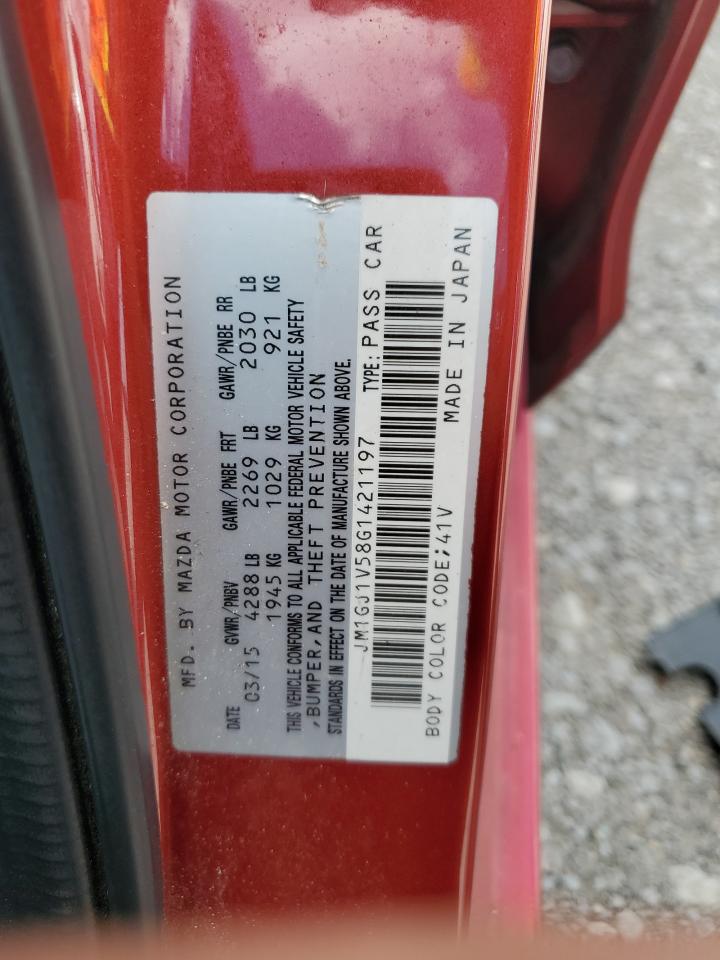 MFD. BY MAZDA MOTOR CORPORATION
DATE GVWR/PNBV GAWR/PNBE FRT GAWR/PNBE RR
03/15 4288 LB 2269 LB 2030 LB
1945 KG 1029 KG 921 KG
THIS VEHICLE CONFORMS TO ALL APPLICABLE FEDERAL MOTOR VEHICLE SAFETY
,BUMPER,AND THEFT PREVENTION
STANDARDS IN EFFECT ON THE DATE OF MANUFACTURE SHOWN ABOVE.
JM1GJ1V58G1421197 TYPE: PASS CAR
BODY COLOR CODE;41V MADE IN JAPAN